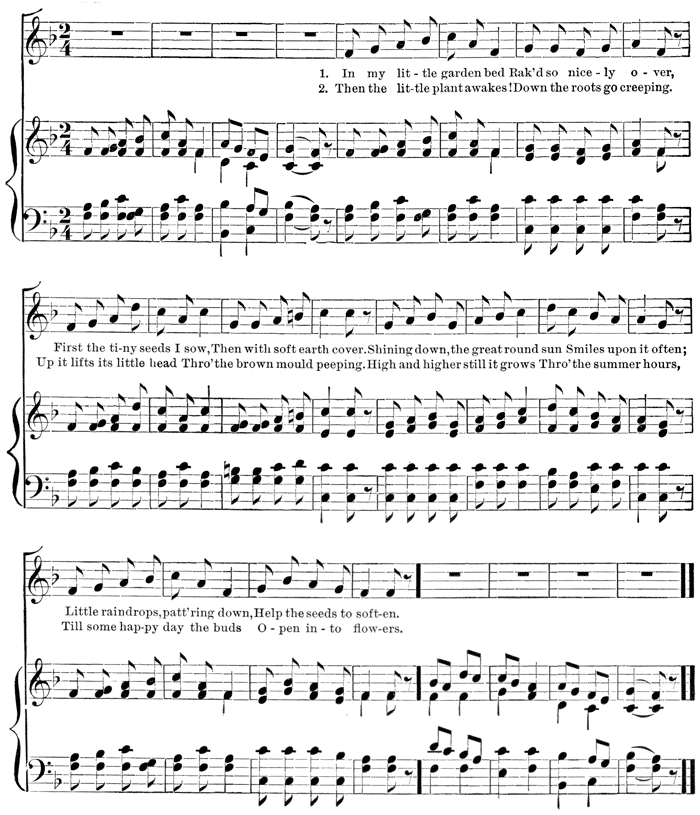 1. In my lit-tle garden bed Rak'd so nice-ly o-ver,
2. Then the lit-tle plant awakes! Down the roots go creeping.
First the ti-ny seeds I sow, Then with soft earth cover. Shining down, the great round sun Smiles upon it often;
Up it lifts its little head Thro' the brown mould peeping. High and higher still it grows Thro' the summer hours,
Little raindrops, patt'ring down, Help the seeds to soft-en.
Till some hap-py day the buds O-pen in-to flow-ers.